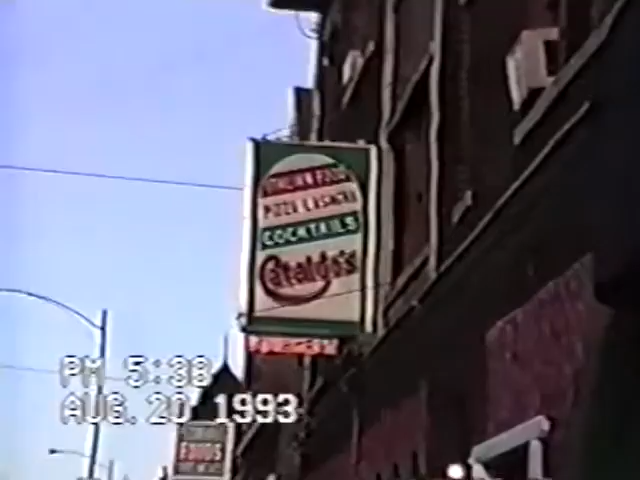 ITALIAN FOOD
PIZZA LASAGNA
COCKTAILS
Cataldo's
PM 5:38
AUG. 20 1993
FOODS